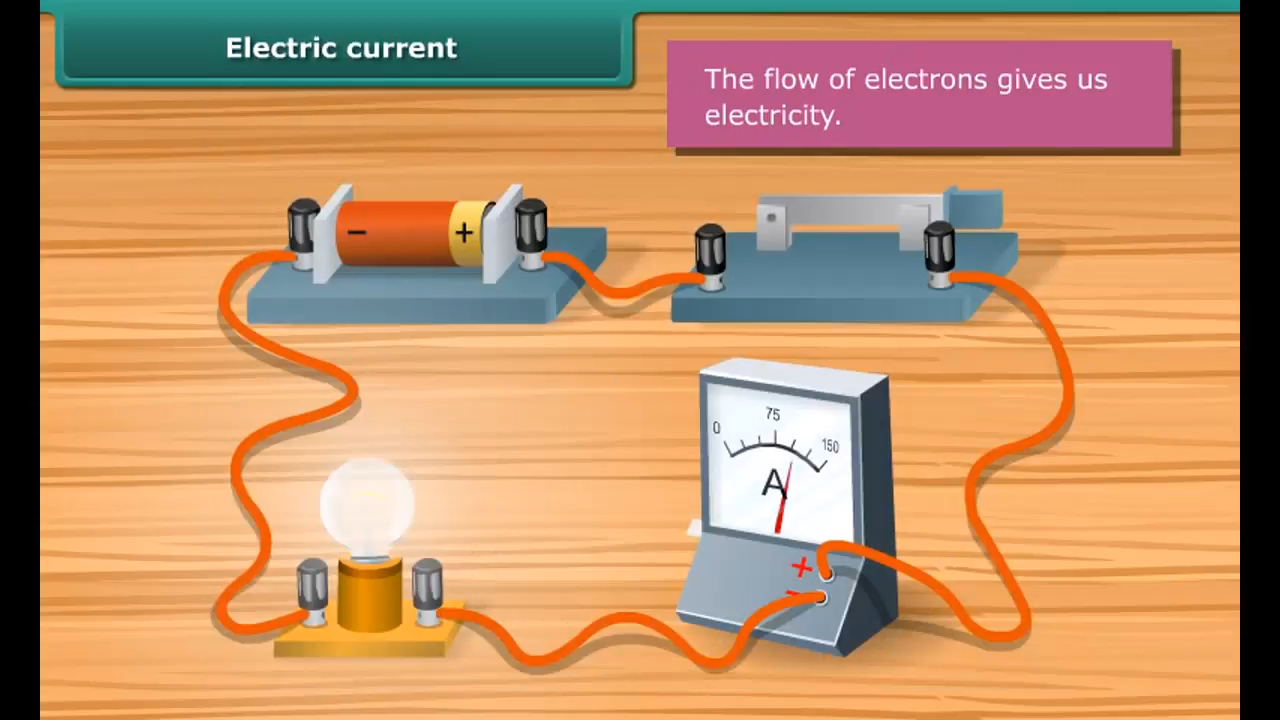 Electric current
The flow of electrons gives us
electricity.
− +
0 75 150
A
+
−